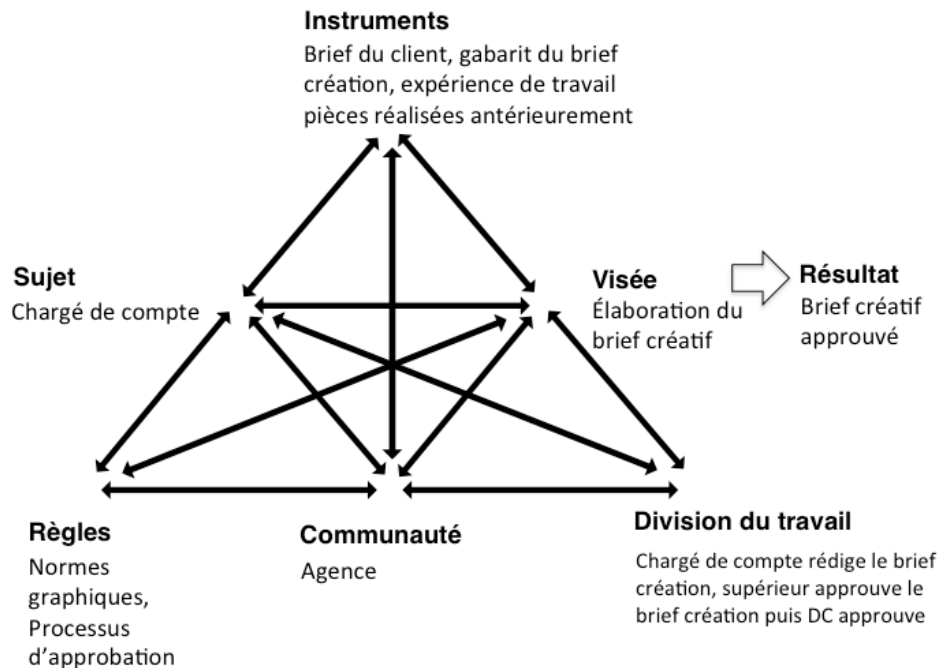 Instruments
Brief du client, gabarit du brief
création, expérience de travail
pièces réalisées antérieurement
Sujet
Chargé de compte
Visée
Élaboration du
brief créatif
Résultat
Brief créatif
approuvé
Règles
Normes
graphiques,
Processus
d'approbation
Communauté
Agence
Division du travail
Chargé de compte rédige le brief
création, supérieur approuve le
brief création puis DC approuve